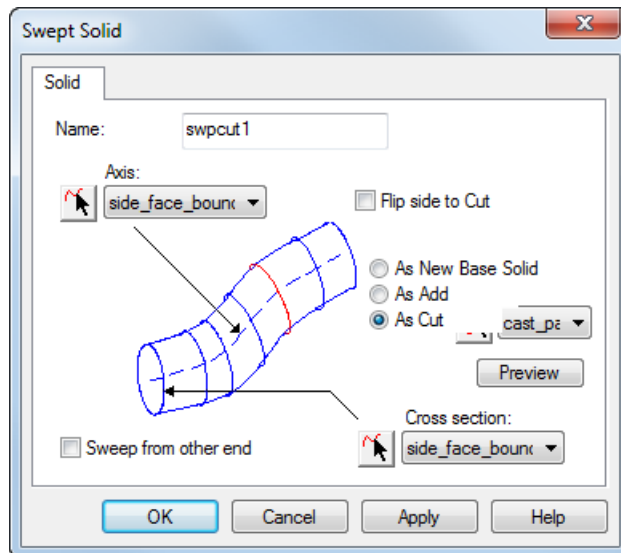 Swept Solid
Solid
Name: swpcut1
Axis:
side_face_bounc
Flip side to Cut
As New Base Solid
As Add
As Cut cast_pa
Preview
Cross section:
Sweep from other end side_face_bounc
OK Cancel Apply Help